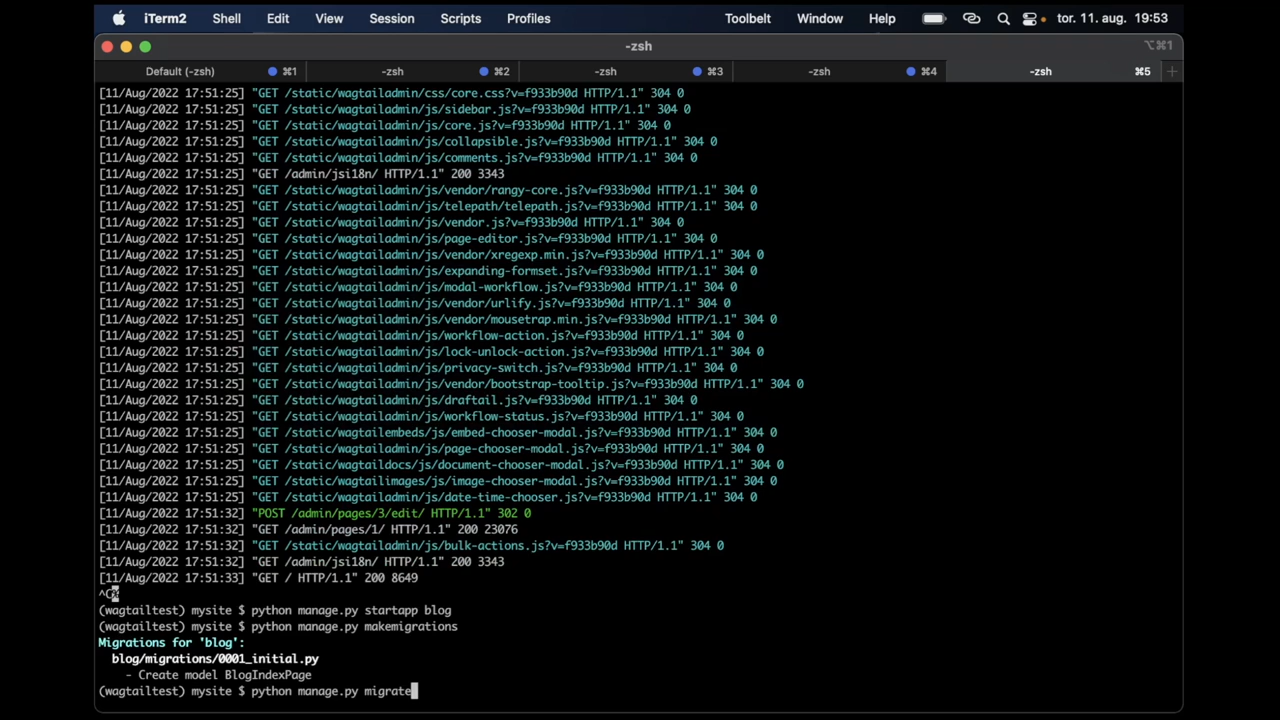 iTerm2 Shell Edit View Session Scripts Profiles Toolbelt Window Help tor. 11. aug. 19:53
-zsh ⌥⌘1
Default (-zsh) ⌘1 -zsh ⌘2 -zsh ⌘3 -zsh ⌘4 -zsh ⌘5 +
[11/Aug/2022 17:51:25] "GET /static/wagtailadmin/css/core.css?v=f933b90d HTTP/1.1" 304 0
[11/Aug/2022 17:51:25] "GET /static/wagtailadmin/js/sidebar.js?v=f933b90d HTTP/1.1" 304 0
[11/Aug/2022 17:51:25] "GET /static/wagtailadmin/js/core.js?v=f933b90d HTTP/1.1" 304 0
[11/Aug/2022 17:51:25] "GET /static/wagtailadmin/js/collapsible.js?v=f933b90d HTTP/1.1" 304 0
[11/Aug/2022 17:51:25] "GET /static/wagtailadmin/js/comments.js?v=f933b90d HTTP/1.1" 304 0
[11/Aug/2022 17:51:25] "GET /admin/jsi18n/ HTTP/1.1" 200 3343
[11/Aug/2022 17:51:25] "GET /static/wagtailadmin/js/vendor/rangy-core.js?v=f933b90d HTTP/1.1" 304 0
[11/Aug/2022 17:51:25] "GET /static/wagtailadmin/js/telepath/telepath.js?v=f933b90d HTTP/1.1" 304 0
[11/Aug/2022 17:51:25] "GET /static/wagtailadmin/js/vendor.js?v=f933b90d HTTP/1.1" 304 0
[11/Aug/2022 17:51:25] "GET /static/wagtailadmin/js/page-editor.js?v=f933b90d HTTP/1.1" 304 0
[11/Aug/2022 17:51:25] "GET /static/wagtailadmin/js/vendor/xregexp.min.js?v=f933b90d HTTP/1.1" 304 0
[11/Aug/2022 17:51:25] "GET /static/wagtailadmin/js/expanding-formset.js?v=f933b90d HTTP/1.1" 304 0
[11/Aug/2022 17:51:25] "GET /static/wagtailadmin/js/modal-workflow.js?v=f933b90d HTTP/1.1" 304 0
[11/Aug/2022 17:51:25] "GET /static/wagtailadmin/js/vendor/urlify.js?v=f933b90d HTTP/1.1" 304 0
[11/Aug/2022 17:51:25] "GET /static/wagtailadmin/js/vendor/mousetrap.min.js?v=f933b90d HTTP/1.1" 304 0
[11/Aug/2022 17:51:25] "GET /static/wagtailadmin/js/workflow-action.js?v=f933b90d HTTP/1.1" 304 0
[11/Aug/2022 17:51:25] "GET /static/wagtailadmin/js/lock-unlock-action.js?v=f933b90d HTTP/1.1" 304 0
[11/Aug/2022 17:51:25] "GET /static/wagtailadmin/js/privacy-switch.js?v=f933b90d HTTP/1.1" 304 0
[11/Aug/2022 17:51:25] "GET /static/wagtailadmin/js/vendor/bootstrap-tooltip.js?v=f933b90d HTTP/1.1" 304 0
[11/Aug/2022 17:51:25] "GET /static/wagtailadmin/js/draftail.js?v=f933b90d HTTP/1.1" 304 0
[11/Aug/2022 17:51:25] "GET /static/wagtailadmin/js/workflow-status.js?v=f933b90d HTTP/1.1" 304 0
[11/Aug/2022 17:51:25] "GET /static/wagtailembeds/js/embed-chooser-modal.js?v=f933b90d HTTP/1.1" 304 0
[11/Aug/2022 17:51:25] "GET /static/wagtailadmin/js/page-chooser-modal.js?v=f933b90d HTTP/1.1" 304 0
[11/Aug/2022 17:51:25] "GET /static/wagtaildocs/js/document-chooser-modal.js?v=f933b90d HTTP/1.1" 304 0
[11/Aug/2022 17:51:25] "GET /static/wagtailimages/js/image-chooser-modal.js?v=f933b90d HTTP/1.1" 304 0
[11/Aug/2022 17:51:25] "GET /static/wagtailadmin/js/date-time-chooser.js?v=f933b90d HTTP/1.1" 304 0
[11/Aug/2022 17:51:32] "POST /admin/pages/3/edit/ HTTP/1.1" 302 0
[11/Aug/2022 17:51:32] "GET /admin/pages/1/ HTTP/1.1" 200 23076
[11/Aug/2022 17:51:32] "GET /static/wagtailadmin/js/bulk-actions.js?v=f933b90d HTTP/1.1" 304 0
[11/Aug/2022 17:51:32] "GET /admin/jsi18n/ HTTP/1.1" 200 3343
[11/Aug/2022 17:51:33] "GET / HTTP/1.1" 200 8649
^C%
(wagtailtest) mysite $ python manage.py startapp blog
(wagtailtest) mysite $ python manage.py makemigrations
Migrations for 'blog':
blog/migrations/0001_initial.py
- Create model BlogIndexPage
(wagtailtest) mysite $ python manage.py migrate